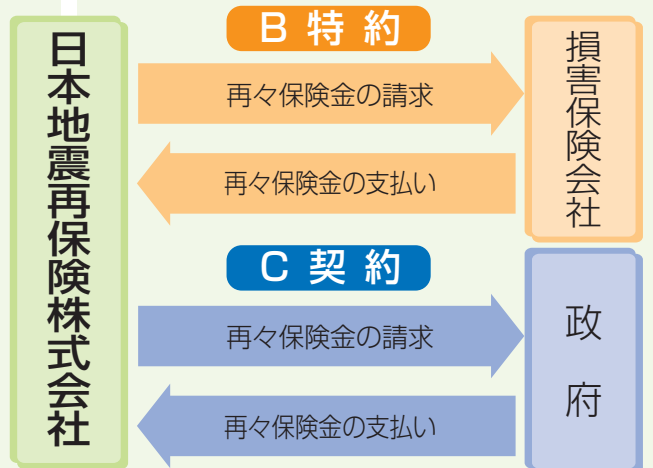 日本地震再保険株式会社
B 特 約
再々保険金の請求
再々保険金の支払い
損害保険会社
C 契 約
再々保険金の請求
再々保険金の支払い
政府